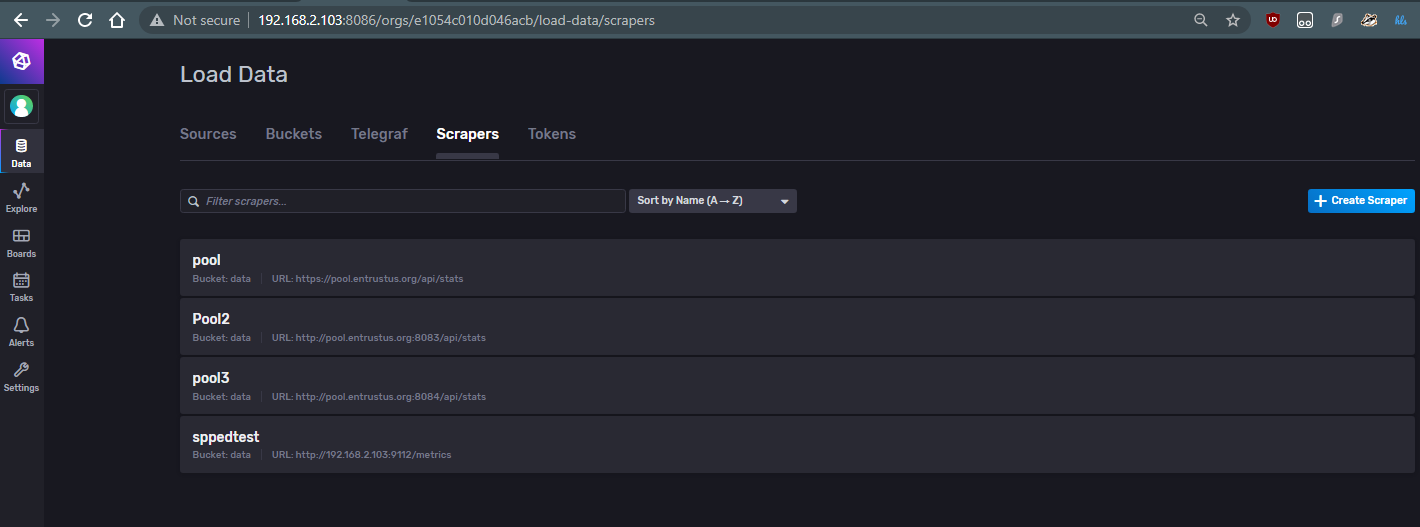 Not secure 192.168.2.103:8086/orgs/e1054c010d046acb/load-data/scrapers
Load Data
Sources Buckets Telegraf Scrapers Tokens
Data
Explore
Boards
Tasks
Alerts
Settings
Filter scrapers... Sort by Name (A → Z) Create Scraper
pool
Bucket: data URL: https://pool.entrustus.org/api/stats
Pool2
Bucket: data URL: http://pool.entrustus.org:8083/api/stats
pool3
Bucket: data URL: http://pool.entrustus.org:8084/api/stats
sppedtest
Bucket: data URL: http://192.168.2.103:9112/metrics